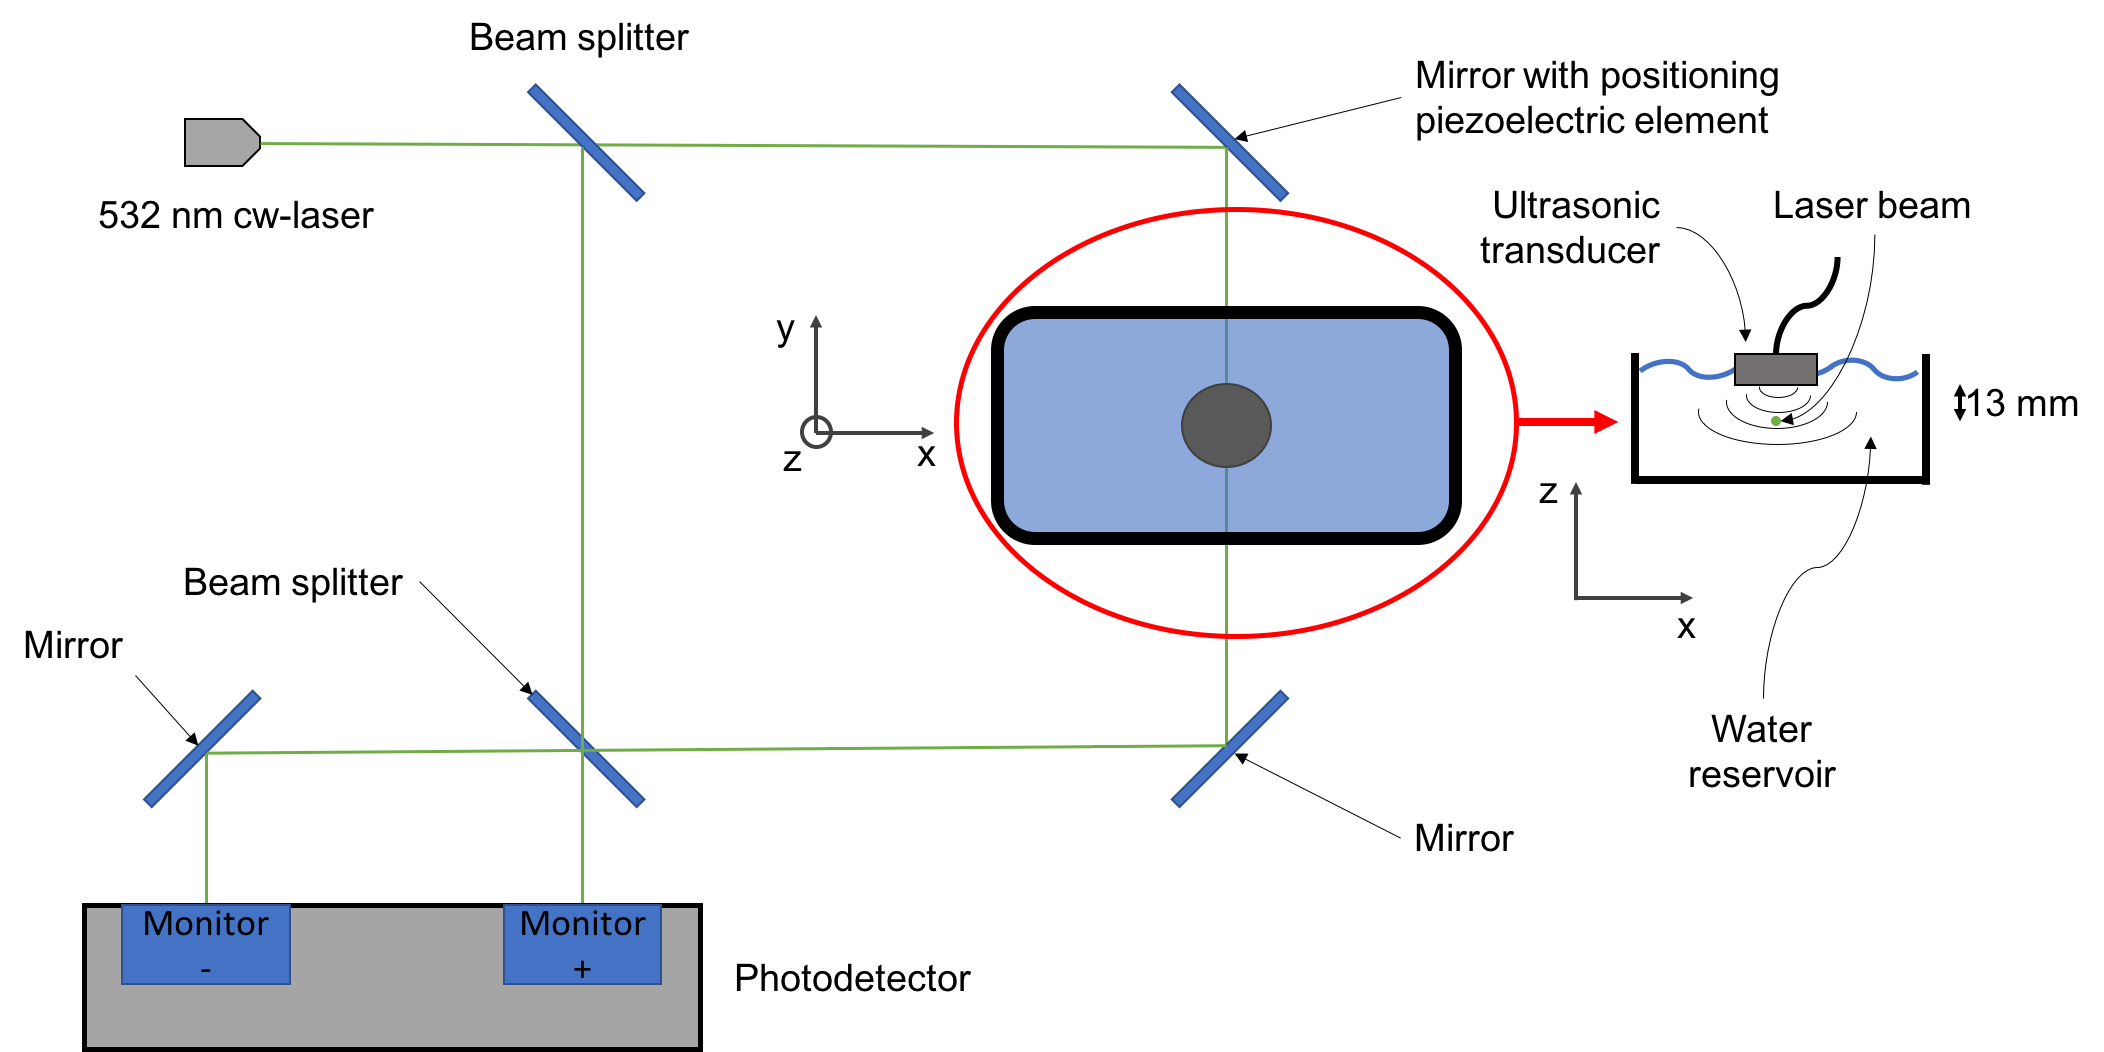 Beam splitter
Mirror with positioning
piezoelectric element
532 nm cw-laser
Ultrasonic
transducer
Laser beam
y
z
x
13 mm
z
x
Beam splitter
Mirror
Water
reservoir
Mirror
Monitor
-
Monitor
+
Photodetector